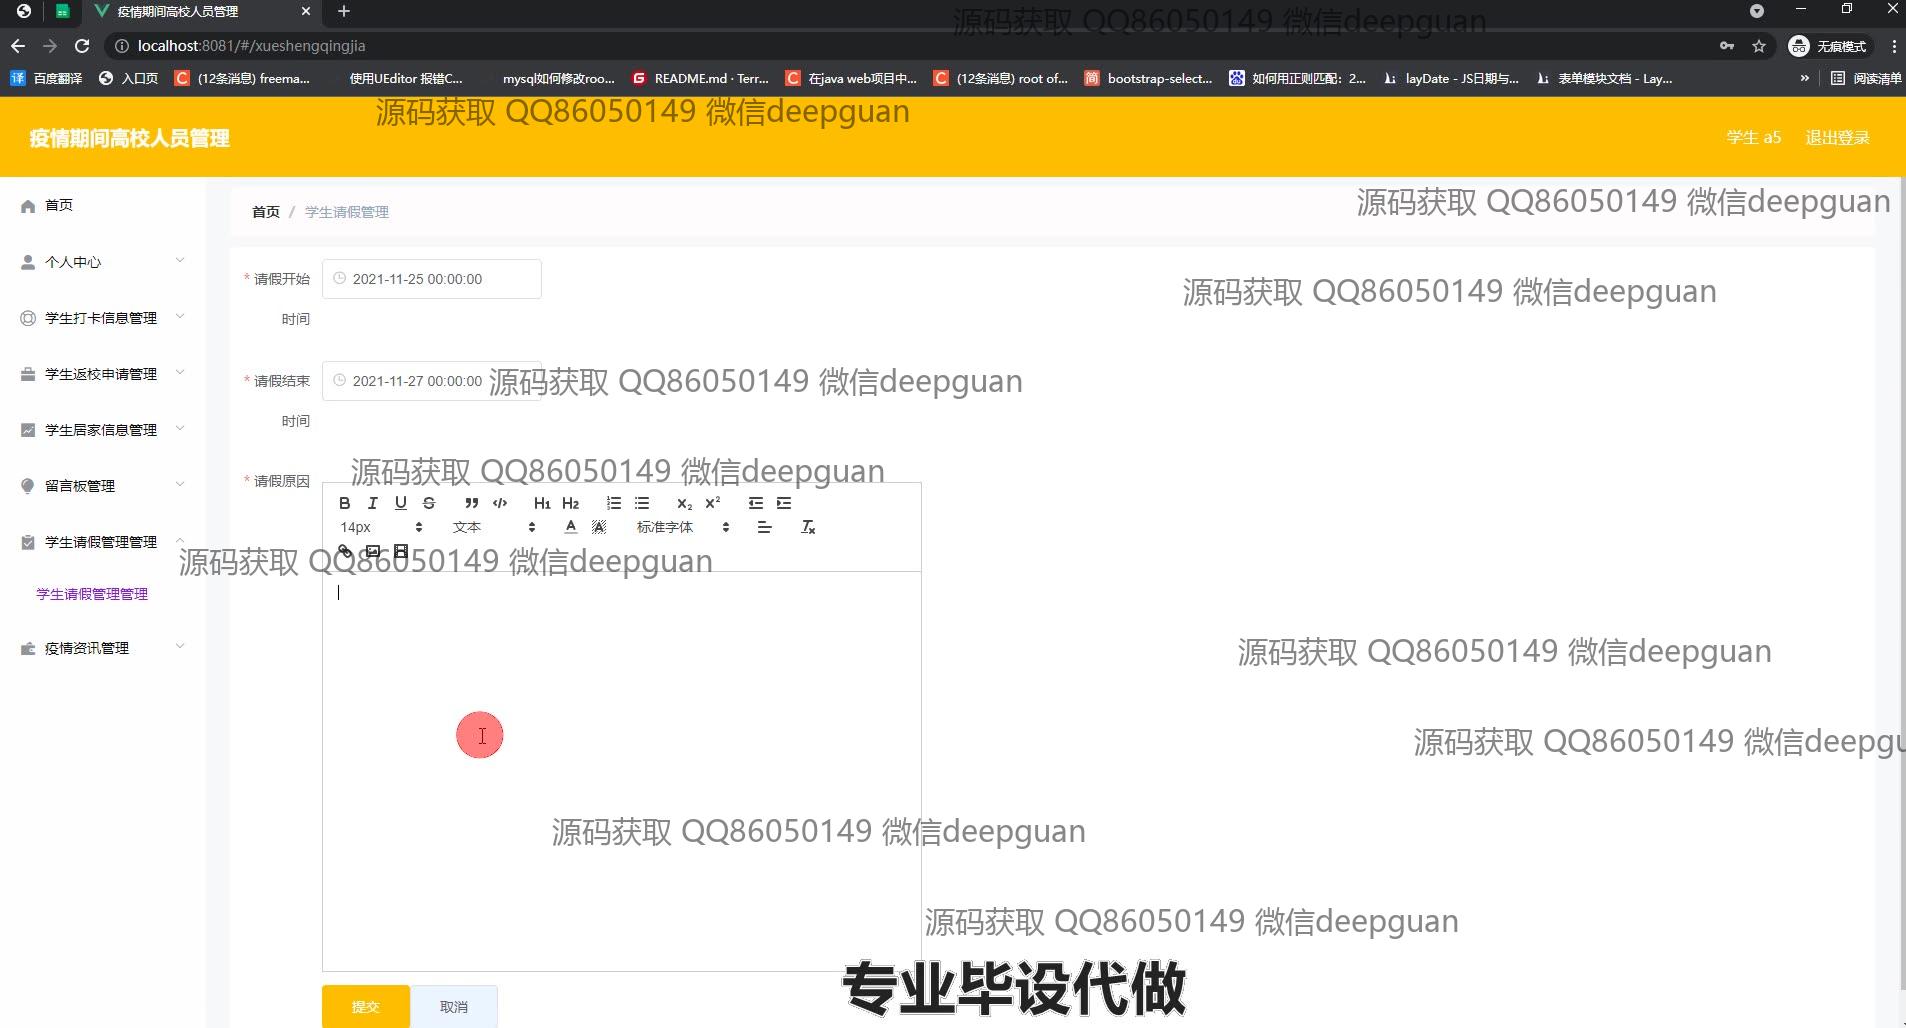 疫情期间高校人员管理
源码获取 QQ86050149 微信deepguan
localhost:8081/#/xueshengqingjia
无痕模式
百度翻译
入口页
(12条消息) freema...
使用UEditor 报错C...
mysql如何修改roo...
README.md · Terr...
在java web项目中...
(12条消息) root of...
bootstrap-select...
如何用正则匹配：2...
layDate - JS日期与...
表单模块文档 - Lay...
»
阅读清单
源码获取 QQ86050149 微信deepguan
疫情期间高校人员管理
学生 a5 退出登录
首页
个人中心
学生打卡信息管理
学生返校申请管理
学生居家信息管理
留言板管理
学生请假管理管理
学生请假管理管理
疫情资讯管理
首页 / 学生请假管理
源码获取 QQ86050149 微信deepguan
* 请假开始时间
2021-11-25 00:00:00
源码获取 QQ86050149 微信deepguan
* 请假结束时间
2021-11-27 00:00:00
源码获取 QQ86050149 微信deepguan
* 请假原因
源码获取 QQ86050149 微信deepguan
B I U S H1 H2 X2 X2
14px 文本 A A 标准字体 Tx
源码获取 QQ86050149 微信deepguan
源码获取 QQ86050149 微信deepguan
源码获取 QQ86050149 微信deepgu
源码获取 QQ86050149 微信deepguan
源码获取 QQ86050149 微信deepguan
专业毕设代做
提交 取消